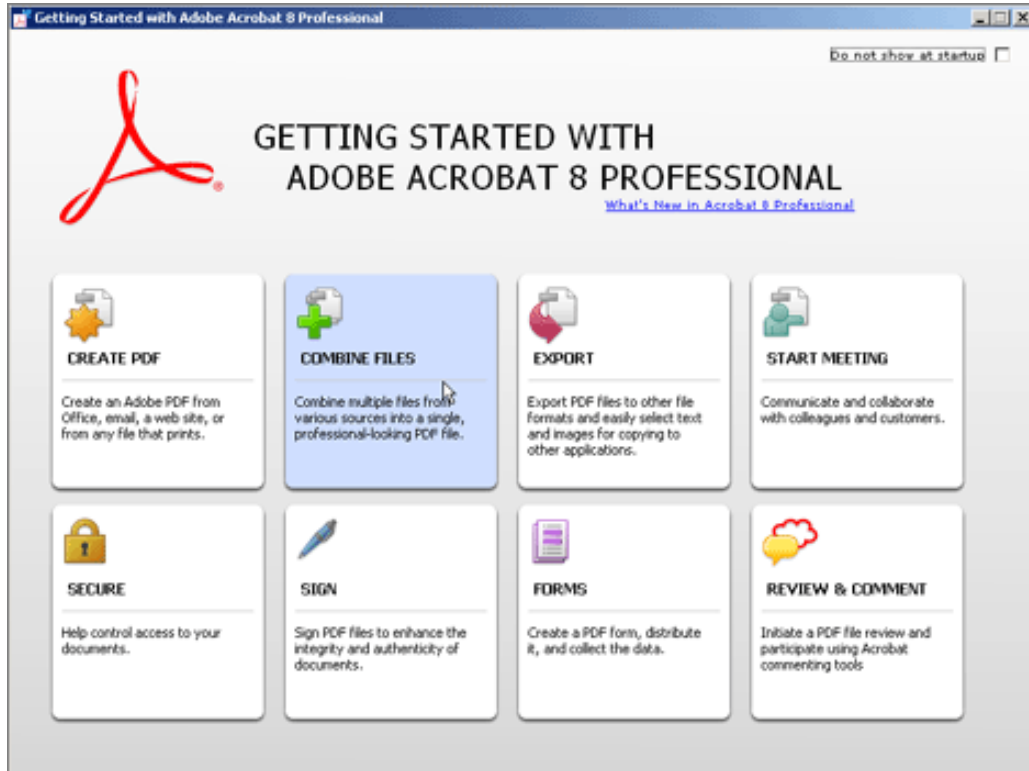 Getting Started with Adobe Acrobat 8 Professional
Do not show at startup
GETTING STARTED WITH
ADOBE ACROBAT 8 PROFESSIONAL
What's New in Acrobat 8 Professional
CREATE PDF
Create an Adobe PDF from
Office, email, a web site, or
from any file that prints.
COMBINE FILES
Combine multiple files from
various sources into a single,
professional-looking PDF file.
EXPORT
Export PDF files to other file
formats and easily select text
and images for copying to
other applications.
START MEETING
Communicate and collaborate
with colleagues and customers.
SECURE
Help control access to your
documents.
SIGN
Sign PDF files to enhance the
integrity and authenticity of
documents.
FORMS
Create a PDF form, distribute
it, and collect the data.
REVIEW & COMMENT
Initiate a PDF file review and
participate using Acrobat
commenting tools